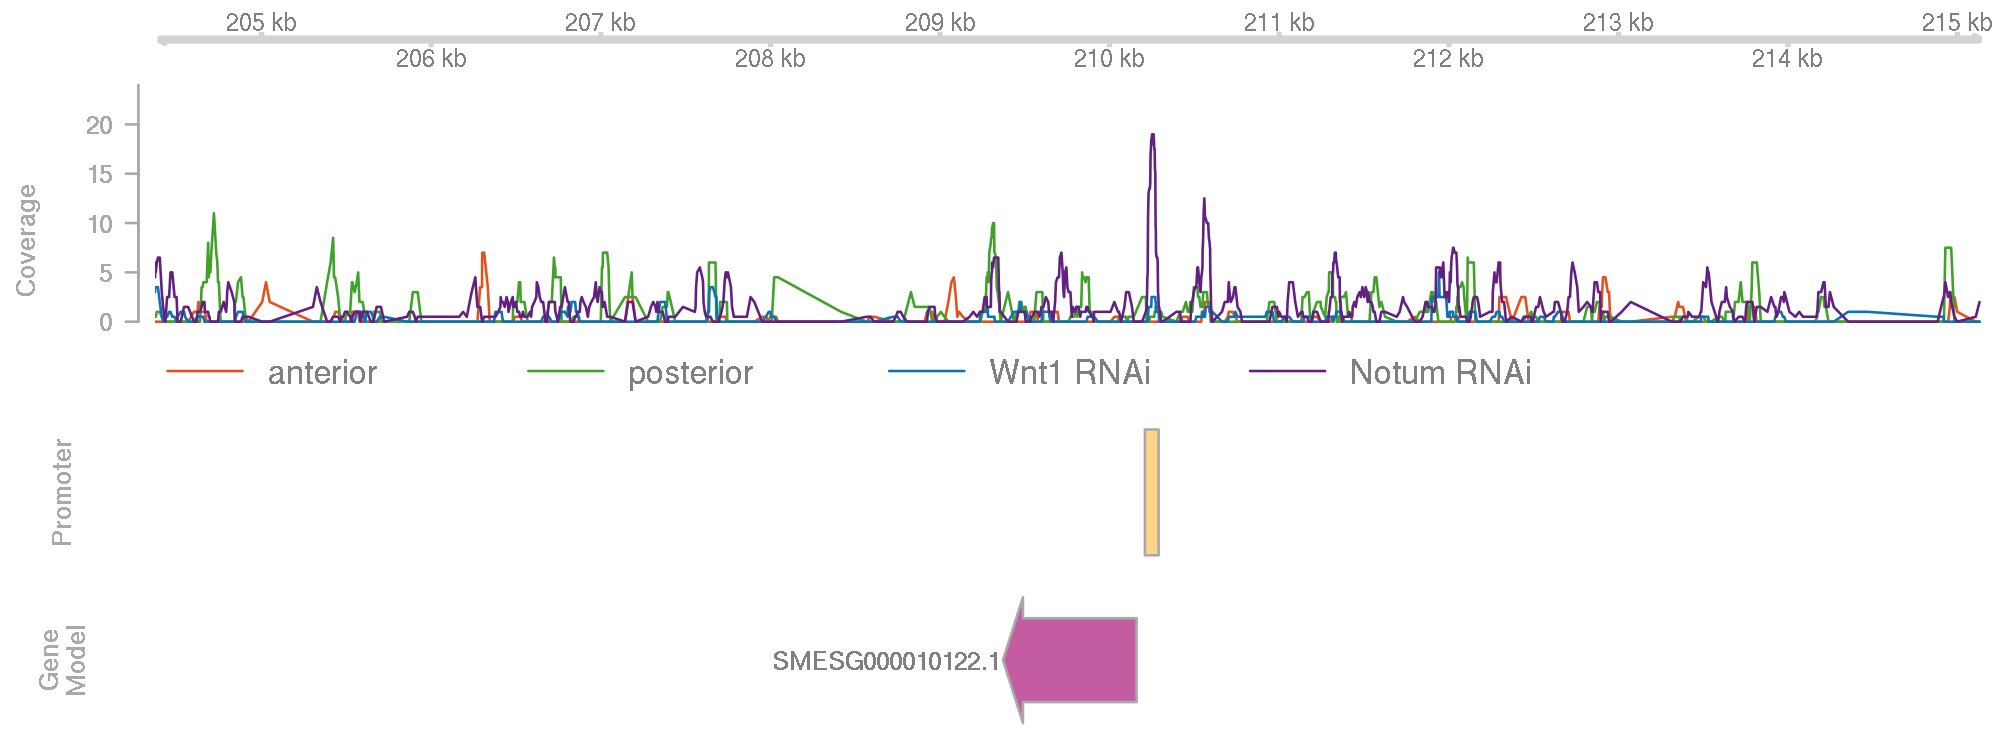 205 kb 207 kb 209 kb 211 kb 213 kb 215 kb
206 kb 208 kb 210 kb 212 kb 214 kb
Coverage
20
15
10
5
0
anterior posterior Wnt1 RNAi Notum RNAi
Promoter
Gene
Model
SMESG000010122.1